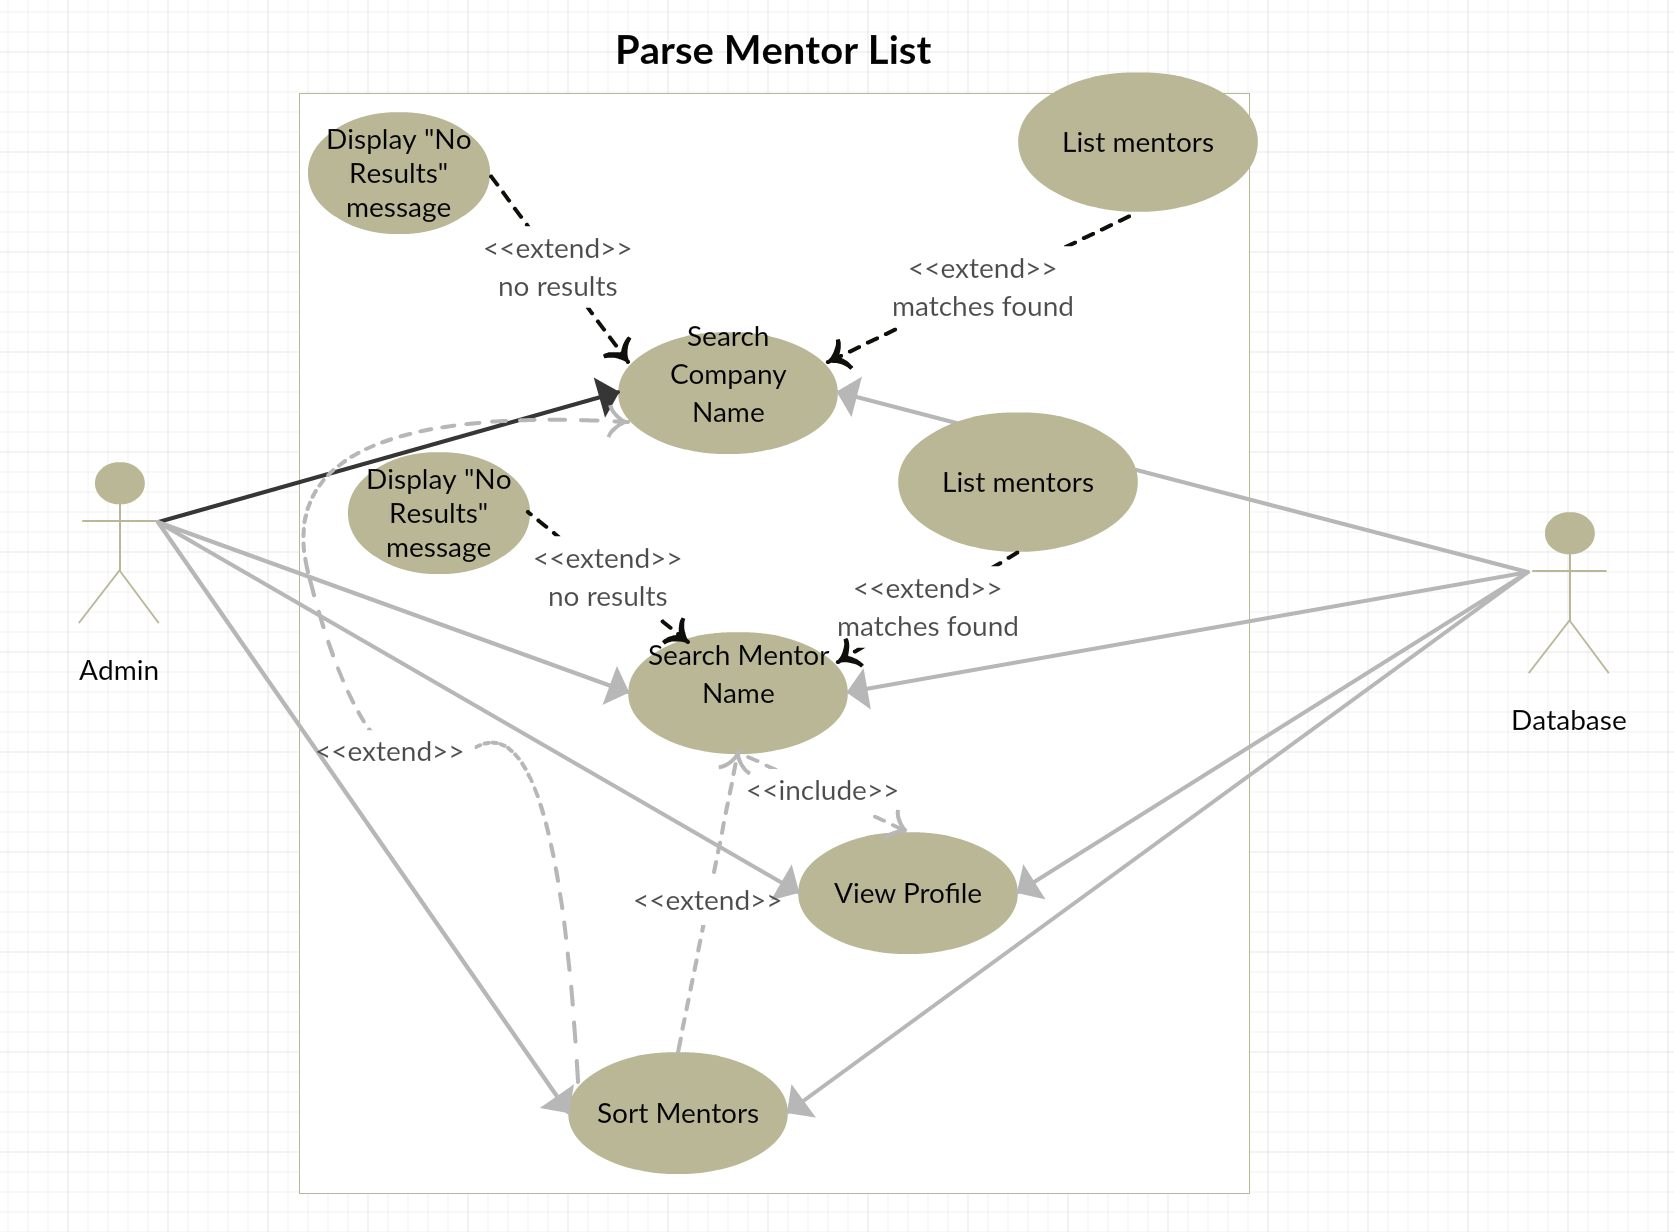 Parse Mentor List
Display "No
Results"
message
List mentors
<<extend>>
no results
<<extend>>
matches found
Search
Company
Name
Display "No
Results"
message
List mentors
<<extend>>
no results
<<extend>>
matches found
Search Mentor
Name
Admin
Database
<<extend>>
<<include>>
<<extend>>
View Profile
Sort Mentors